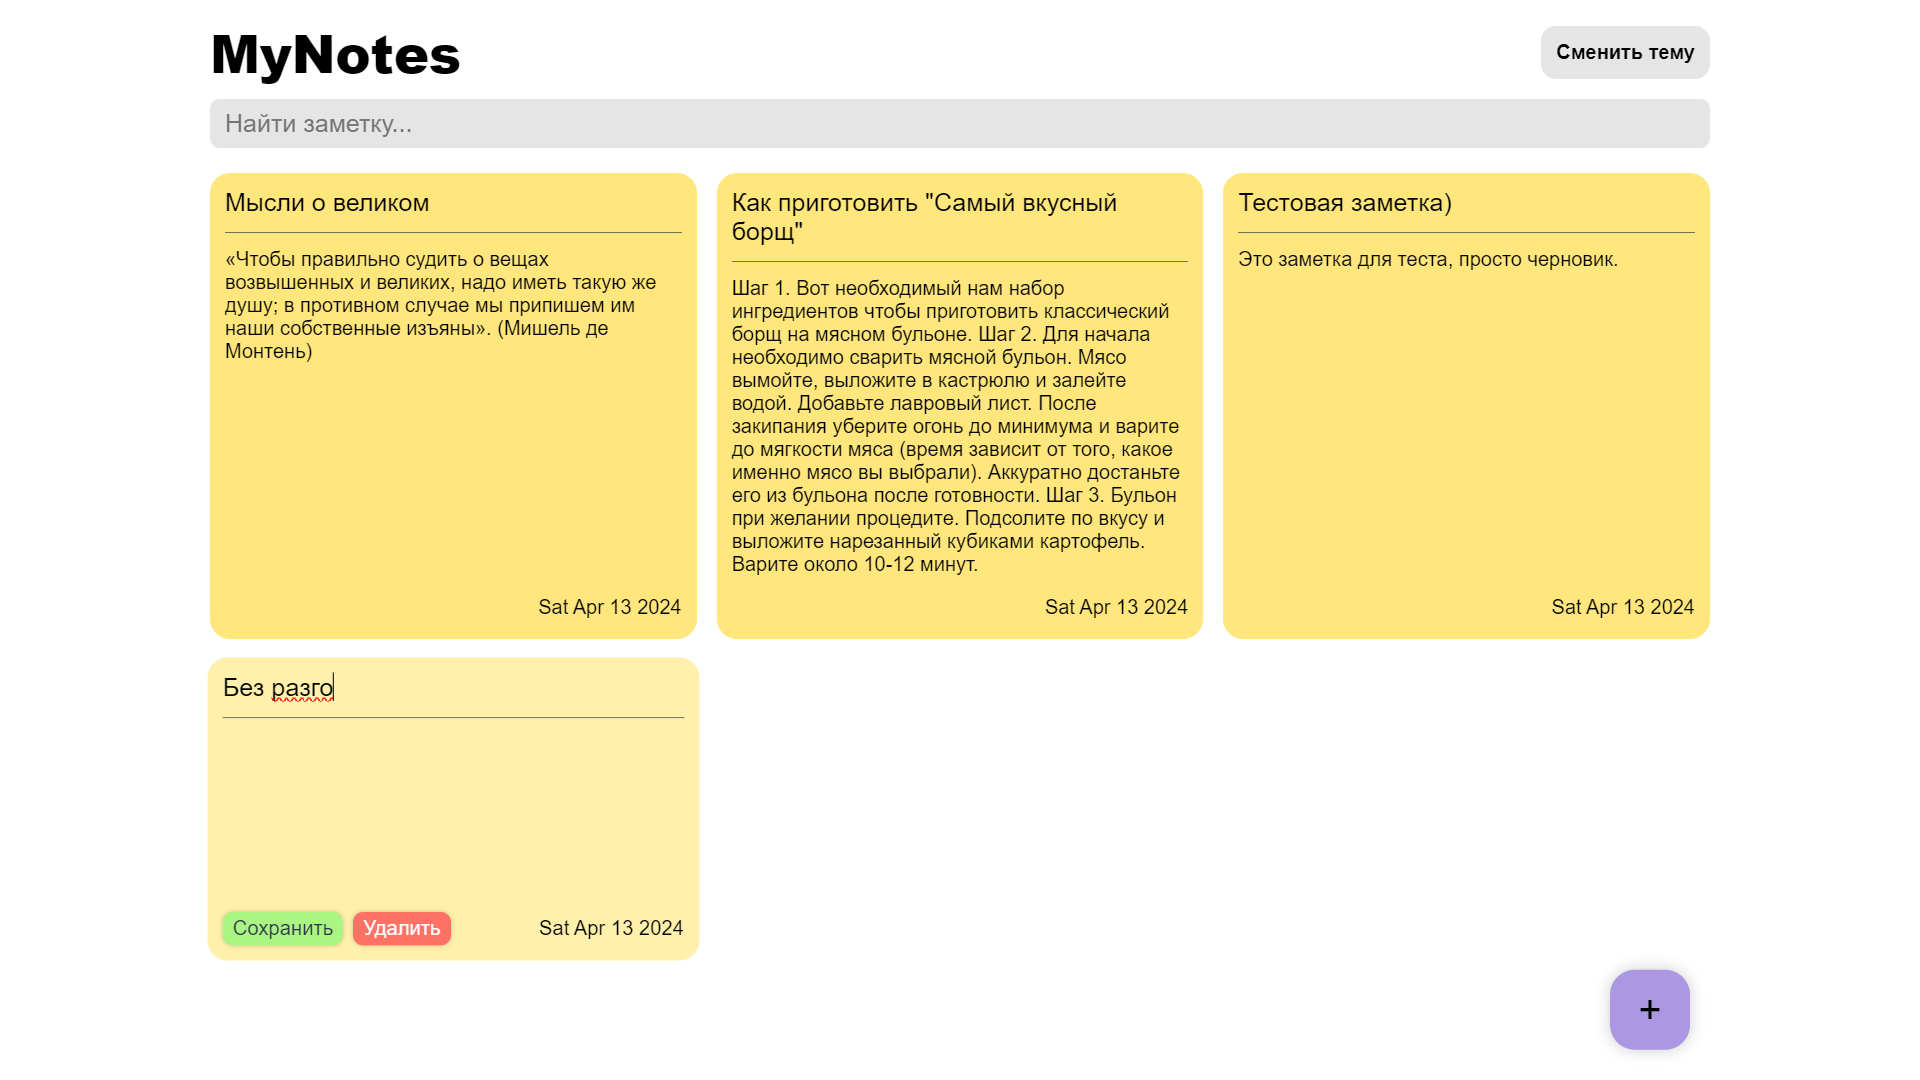 MyNotes
Сменить тему
Найти заметку...
Мысли о великом
«Чтобы правильно судить о вещах
возвышенных и великих, надо иметь такую же
душу; в противном случае мы припишем им
наши собственные изъяны». (Мишель де
Монтень)
Sat Apr 13 2024
Как приготовить "Самый вкусный
борщ"
Шаг 1. Вот необходимый нам набор
ингредиентов чтобы приготовить классический
борщ на мясном бульоне. Шаг 2. Для начала
необходимо сварить мясной бульон. Мясо
вымойте, выложите в кастрюлю и залейте
водой. Добавьте лавровый лист. После
закипания уберите огонь до минимума и варите
до мягкости мяса (время зависит от того, какое
именно мясо вы выбрали). Аккуратно достаньте
его из бульона после готовности. Шаг 3. Бульон
при желании процедите. Подсолите по вкусу и
выложите нарезанный кубиками картофель.
Варите около 10-12 минут.
Sat Apr 13 2024
Тестовая заметка)
Это заметка для теста, просто черновик.
Sat Apr 13 2024
Без разго
Сохранить
Удалить
Sat Apr 13 2024
+